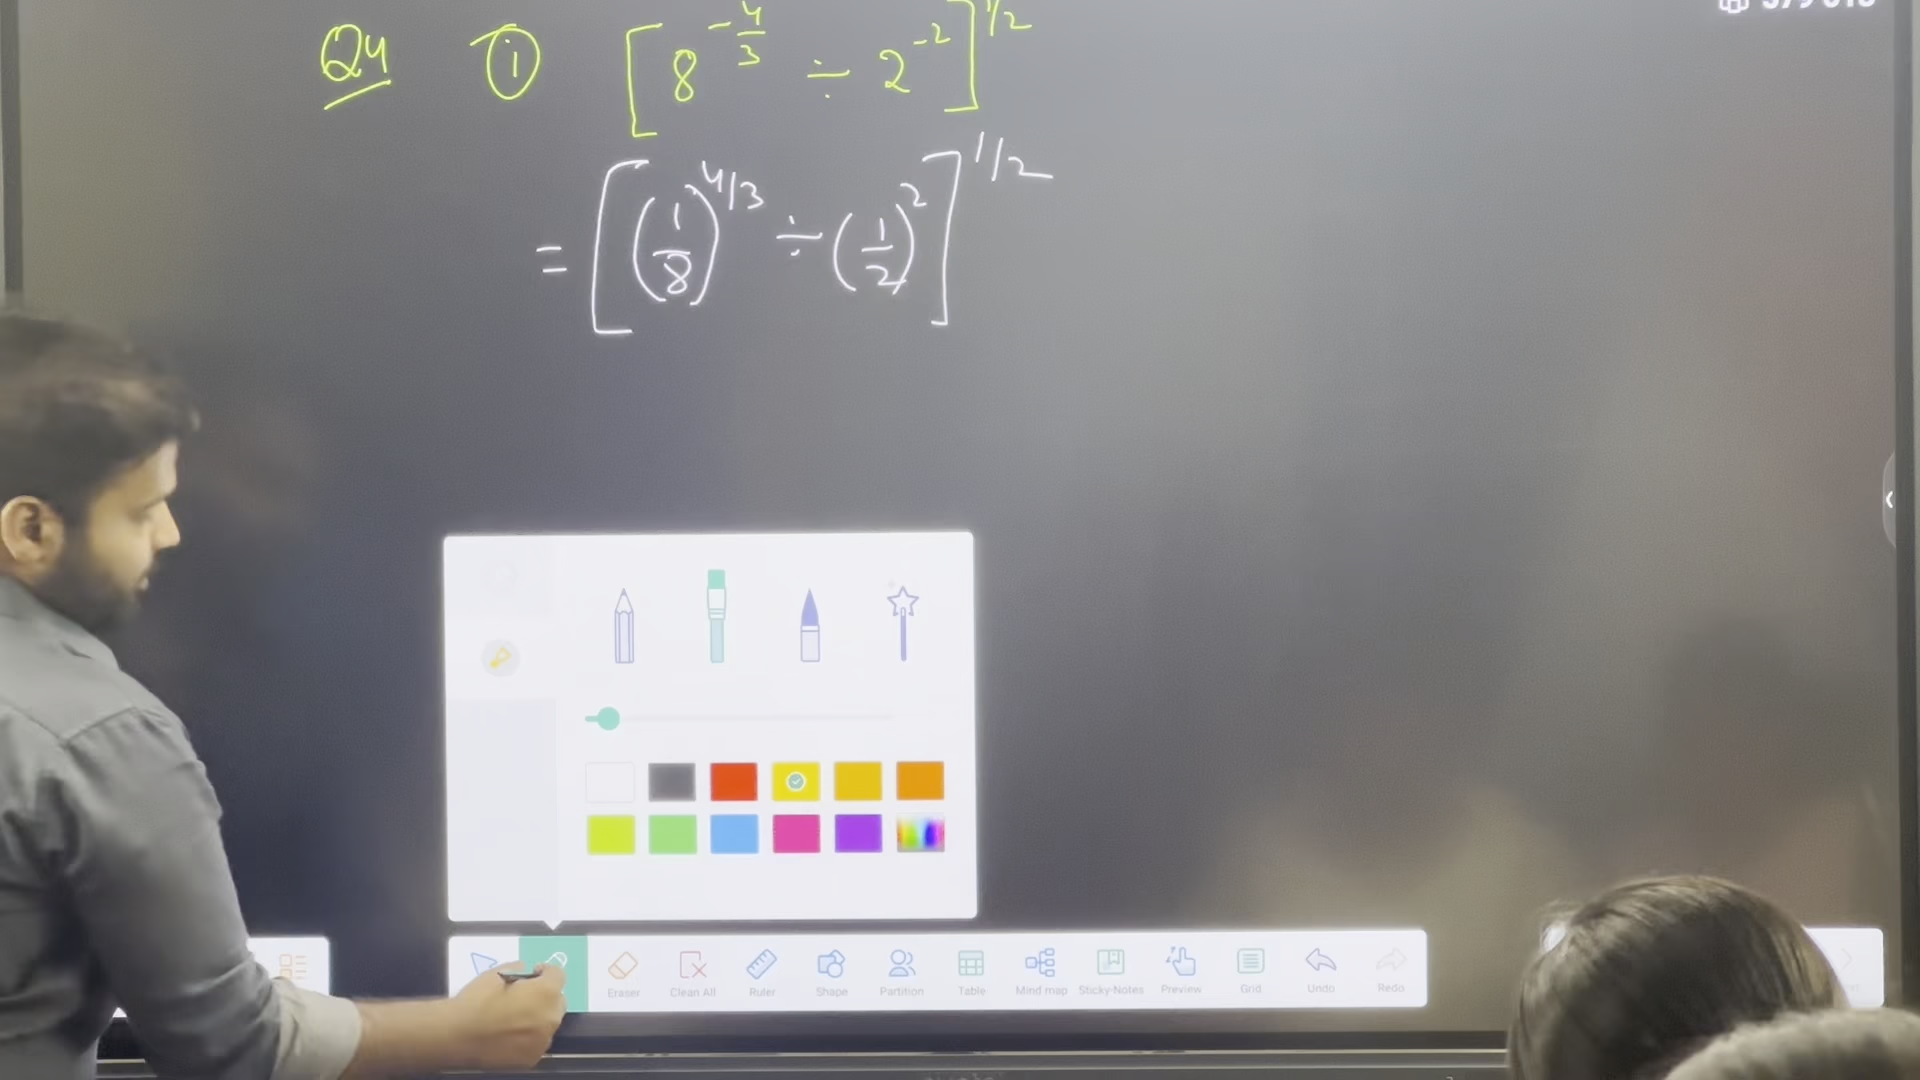 Q4 (i) [8^{-4/3} ÷ 2^{-2}]^{1/2}
= [(1/8)^{4/3} ÷ (1/2)^2]^{1/2}
Eraser Clean All Ruler Shape Partition Table Mind map Sticky-Notes Preview Grid Undo Redo